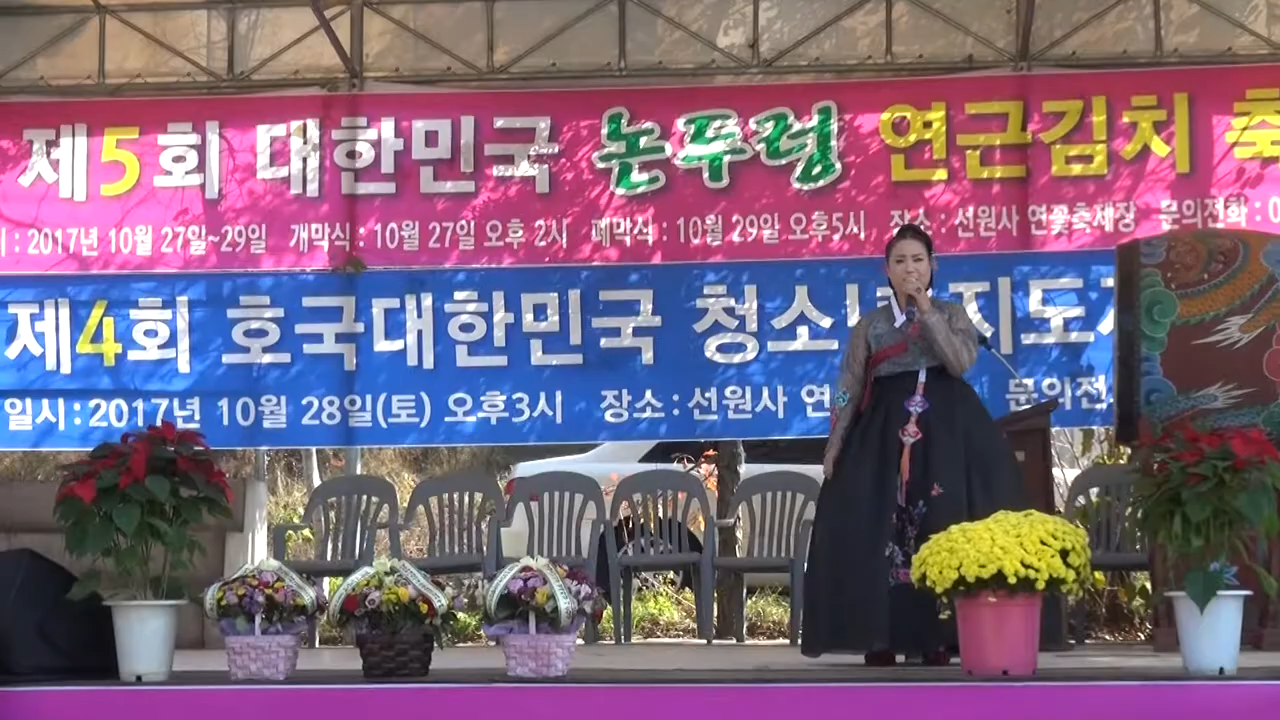 제5회 대한민국 논두렁 연근김치
: 2017년 10월 27일~29일 개막식 : 10월 27일 오후 2시 폐막식 : 10월 29일 오후5시 장소 : 선원사 연꽃축제장 문의전화 : 0
제4회 호국대한민국 청소 지도
일시 : 2017년 10월 28일(토) 오후3시 장소 : 선원사 연 문의전